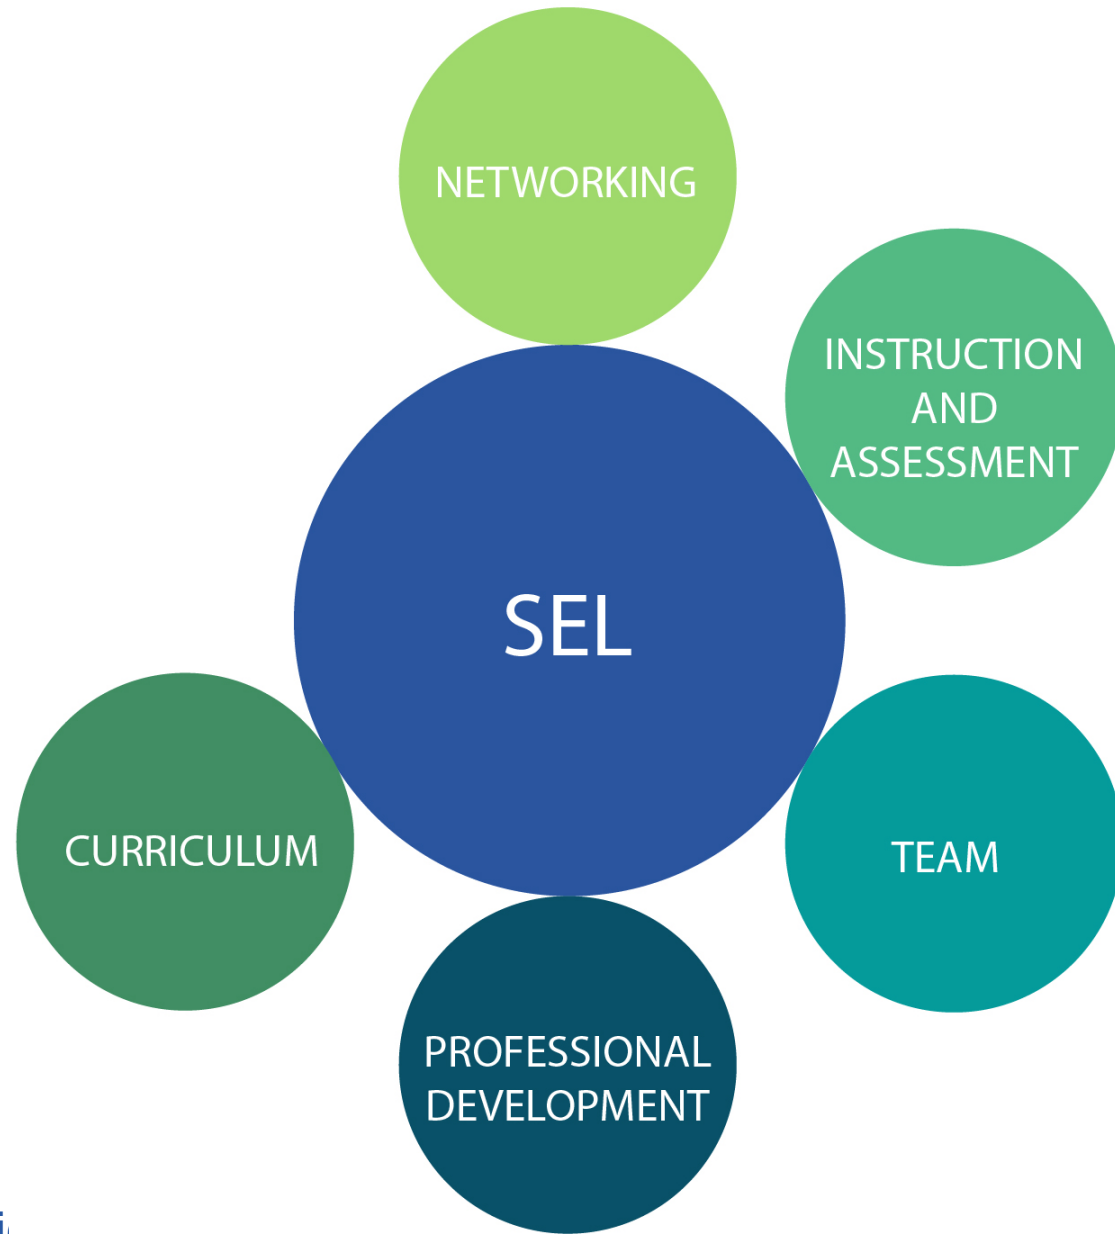 NETWORKING
INSTRUCTION
AND
ASSESSMENT
SEL
CURRICULUM
TEAM
PROFESSIONAL
DEVELOPMENT